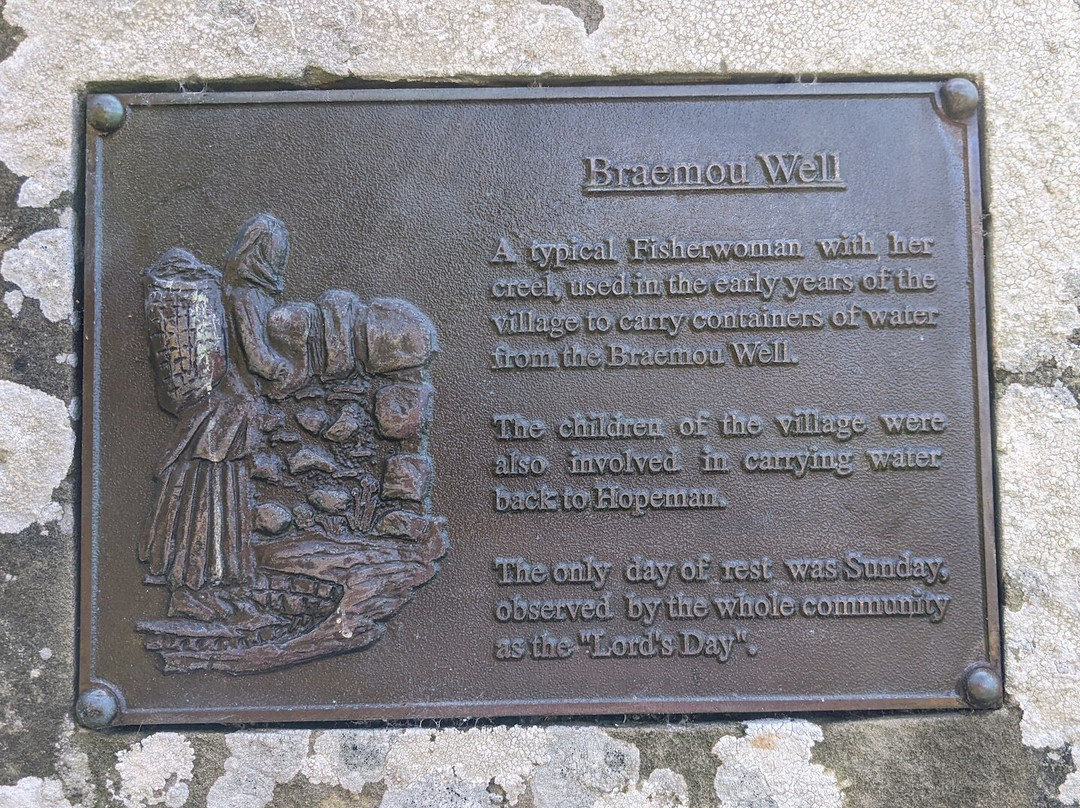 Braemou Well
A typical Fisherwoman with her
creel, used in the early years of the
village to carry containers of water
from the Braemou Well.
The children of the village were
also involved in carrying water
back to Hopeman.
The only day of rest was Sunday,
observed by the whole community
as the "Lord's Day".